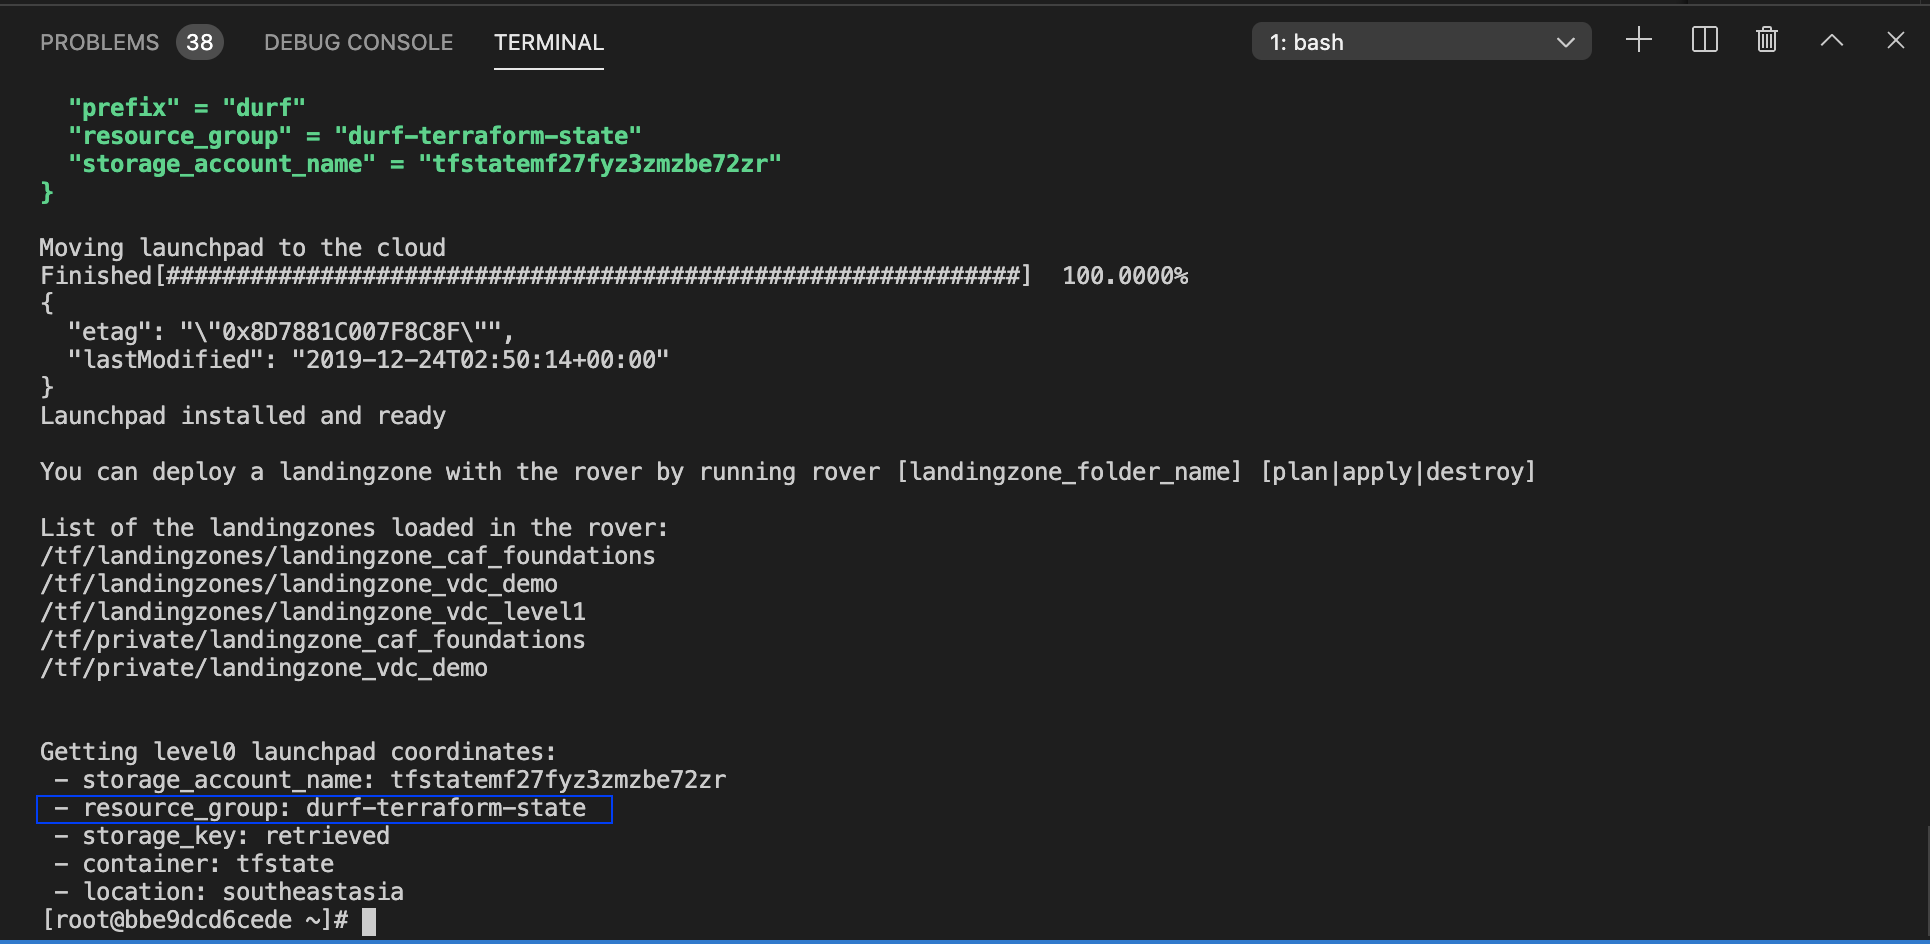 PROBLEMS 38 DEBUG CONSOLE TERMINAL 1: bash
"prefix" = "durf"
"resource_group" = "durf-terraform-state"
"storage_account_name" = "tfstatemf27fyz3zmzbe72zr"
}
Moving launchpad to the cloud
Finished[#############################################################]  100.0000%
{
"etag": "\"0x8D7881C007F8C8F\"",
"lastModified": "2019-12-24T02:50:14+00:00"
}
Launchpad installed and ready
You can deploy a landingzone with the rover by running rover [landingzone_folder_name] [plan|apply|destroy]
List of the landingzones loaded in the rover:
/tf/landingzones/landingzone_caf_foundations
/tf/landingzones/landingzone_vdc_demo
/tf/landingzones/landingzone_vdc_level1
/tf/private/landingzone_caf_foundations
/tf/private/landingzone_vdc_demo
Getting level0 launchpad coordinates:
- storage_account_name: tfstatemf27fyz3zmzbe72zr
- resource_group: durf-terraform-state
- storage_key: retrieved
- container: tfstate
- location: southeastasia
[root@bbe9dcd6cede ~]#